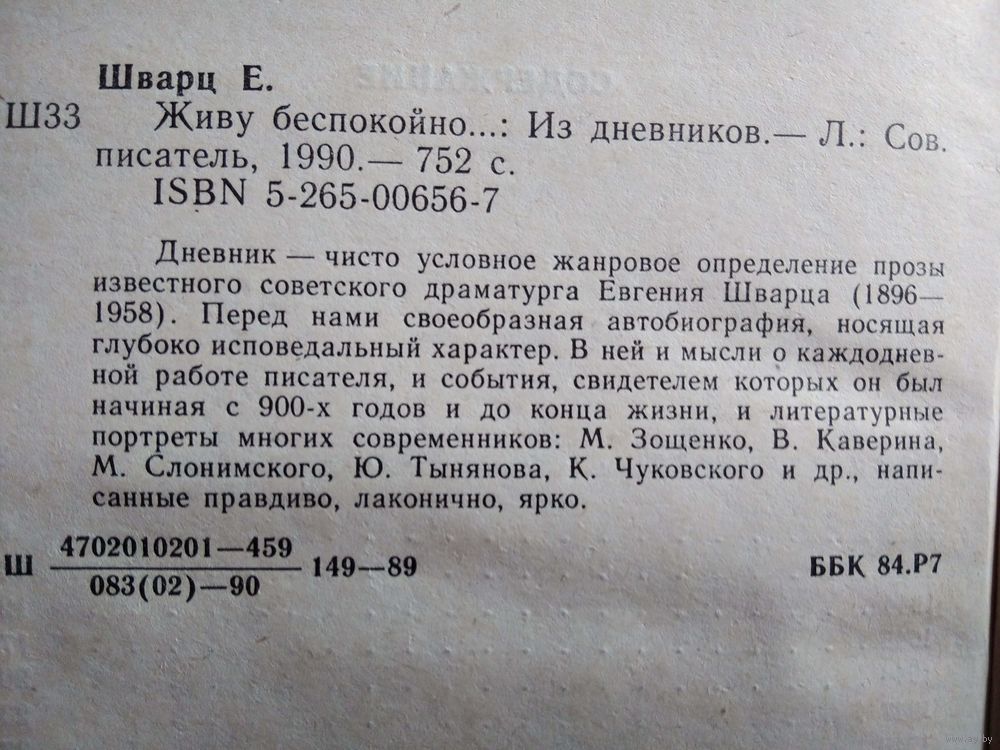 Шварц Е.
Ш33 Живу беспокойно...: Из дневников.— Л.: Сов.
писатель, 1990.— 752 с.
ISBN 5-265-00656-7
Дневник — чисто условное жанровое определение прозы
известного советского драматурга Евгения Шварца (1896—
1958). Перед нами своеобразная автобиография, носящая
глубоко исповедальный характер. В ней и мысли о каждоднев-
ной работе писателя, и события, свидетелем которых он был
начиная с 900-х годов и до конца жизни, и литературные
портреты многих современников: М. Зощенко, В. Каверина,
М. Слонимского, Ю. Тынянова, К. Чуковского и др., напи-
санные правдиво, лаконично, ярко.
Ш 4702010201—459
083(02)—90
149—89 ББК 84.Р7